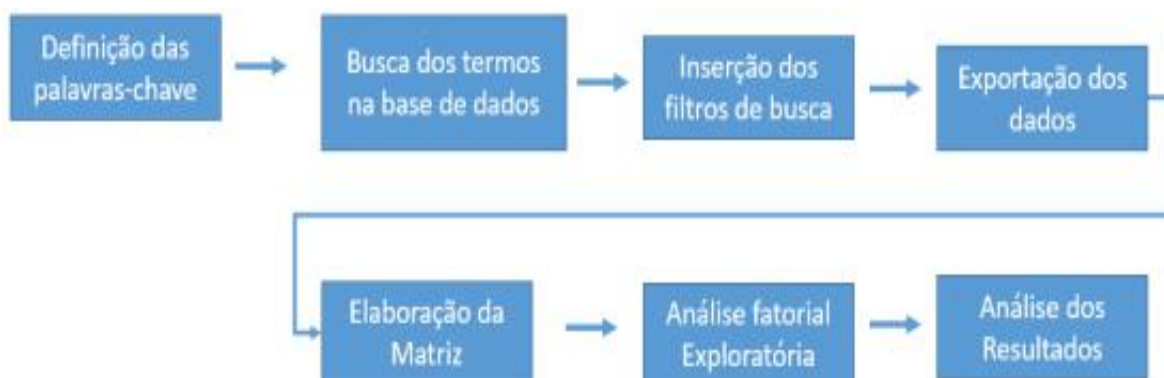 Definição das
palavras-chave
Busca dos termos
na base de dados
Inserção dos
filtros de busca
Exportação dos
dados
Elaboração da
Matriz
Análise fatorial
Exploratória
Análise dos
Resultados